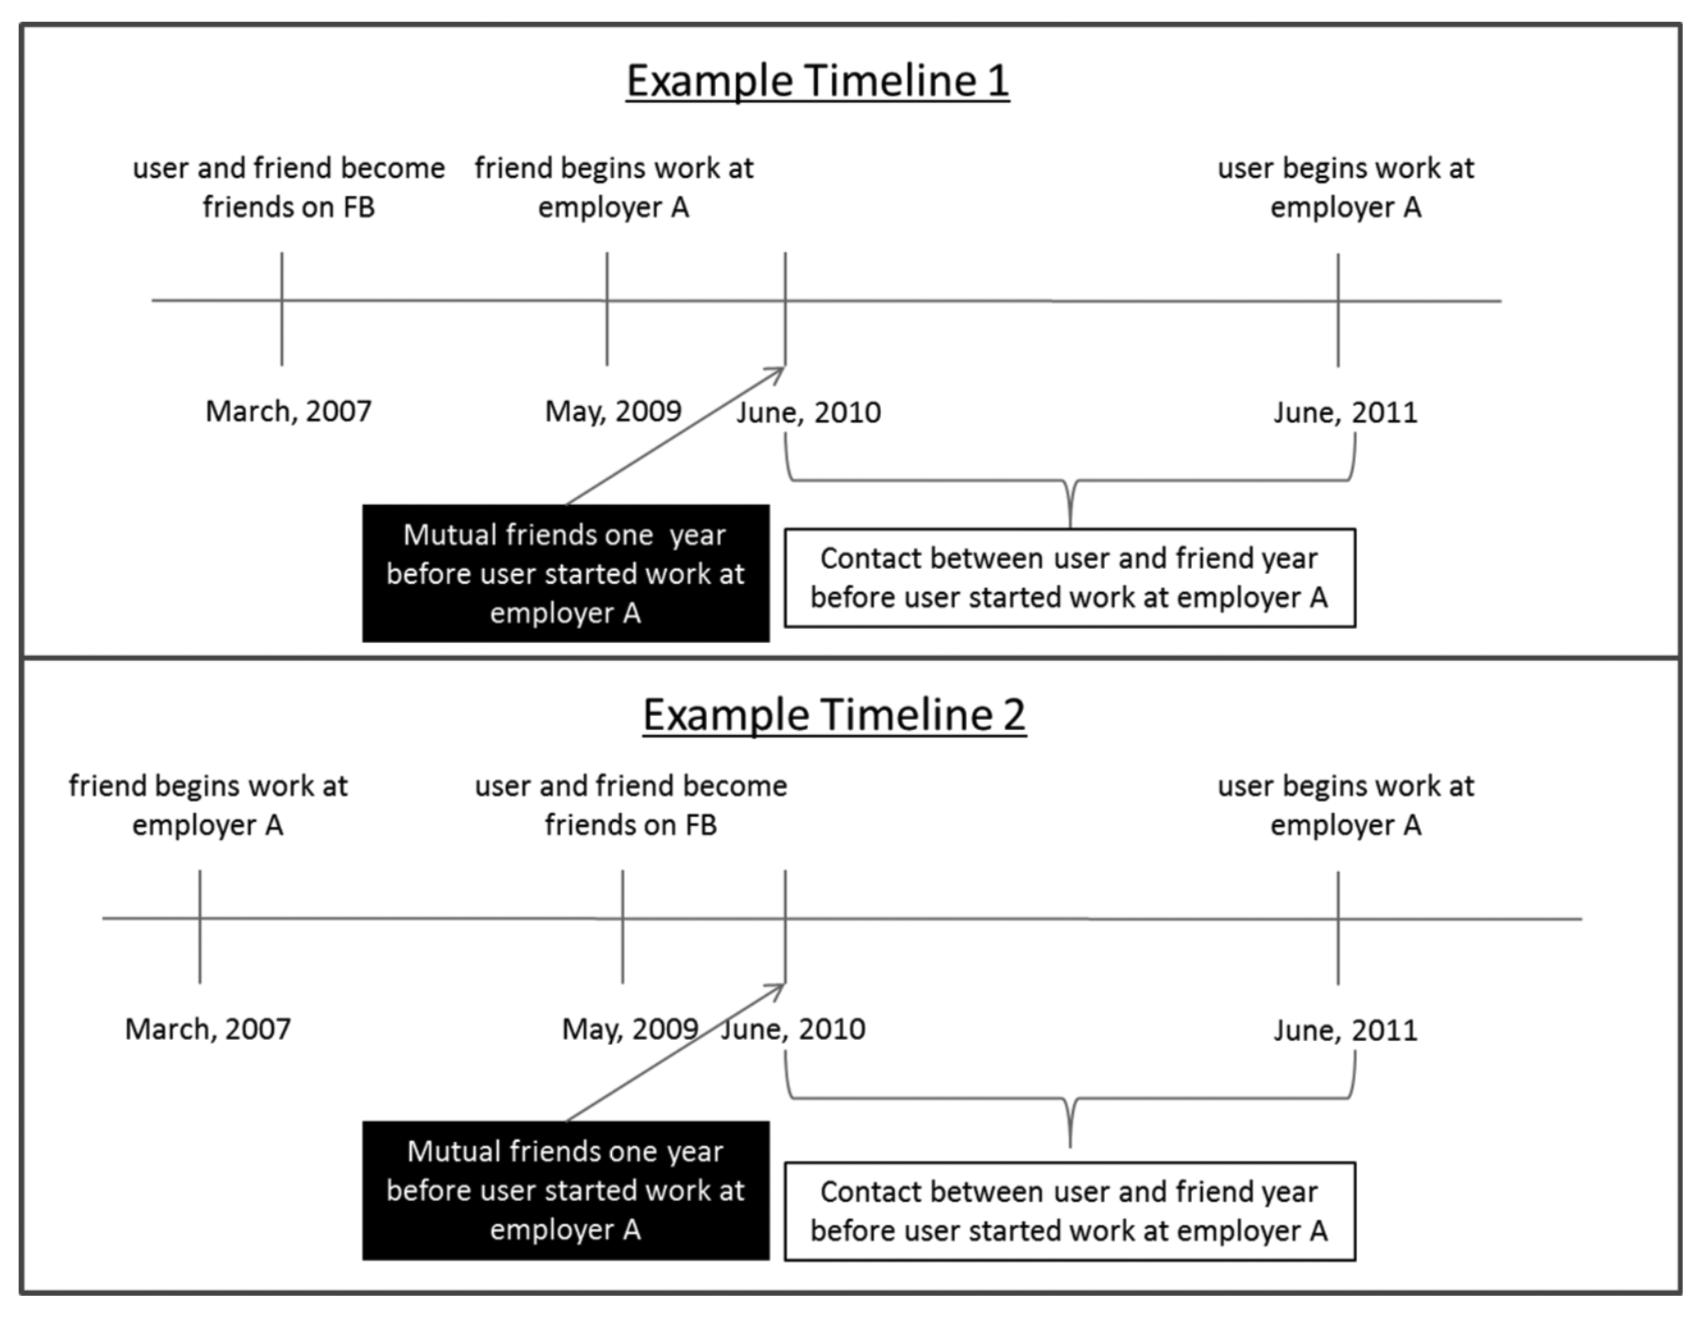 Example Timeline 1
user and friend become
friends on FB
friend begins work at
employer A
user begins work at
employer A
March, 2007
May, 2009
June, 2010
June, 2011
Mutual friends one year
before user started work at
employer A
Contact between user and friend year
before user started work at employer A
Example Timeline 2
friend begins work at
employer A
user and friend become
friends on FB
user begins work at
employer A
March, 2007
May, 2009
June, 2010
June, 2011
Mutual friends one year
before user started work at
employer A
Contact between user and friend year
before user started work at employer A